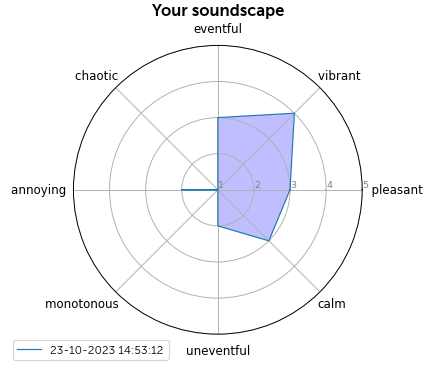 Your soundscape
eventful
chaotic
vibrant
annoying
1 2 3 4 5
pleasant
monotonous
calm
uneventful
23-10-2023 14:53:12